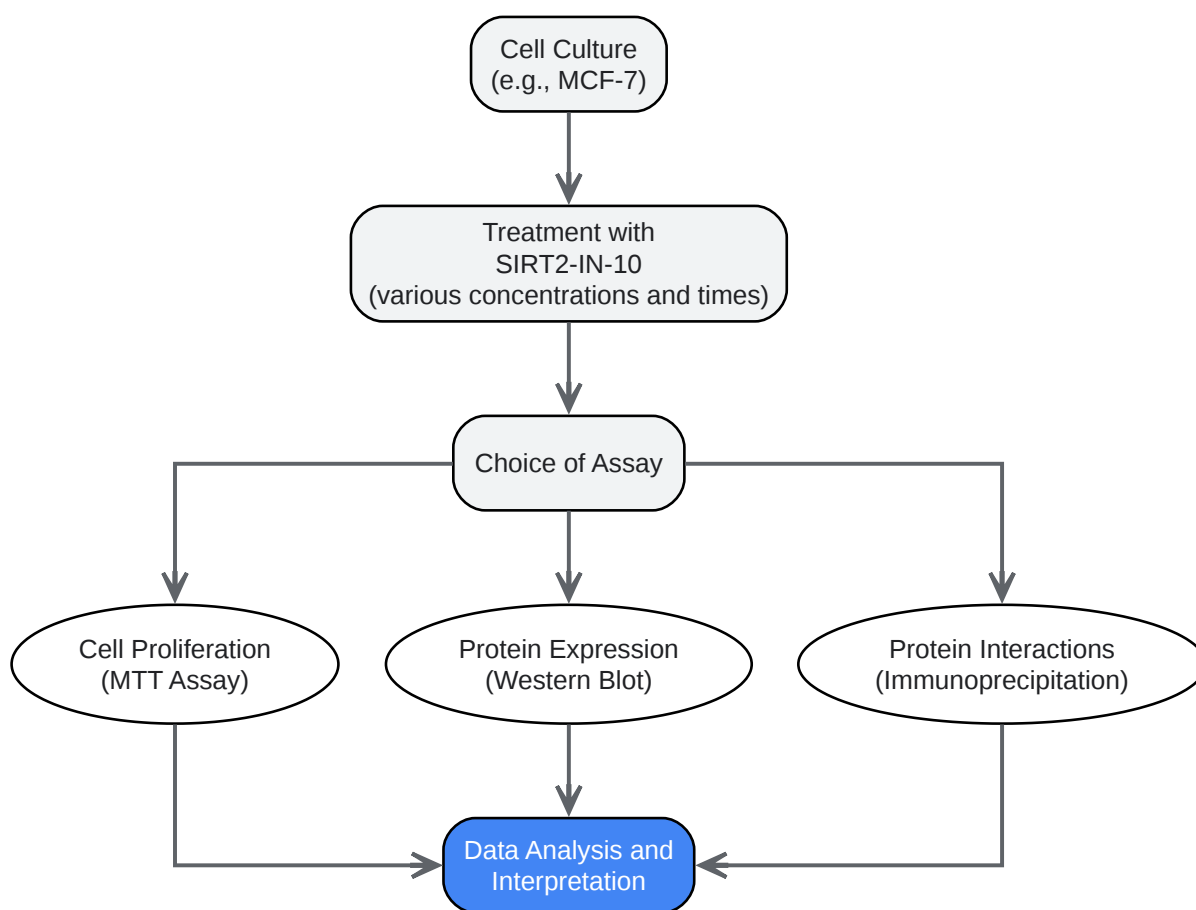 Cell Culture
(e.g., MCF-7)
Treatment with
SIRT2-IN-10
(various concentrations and times)
Choice of Assay
Cell Proliferation
(MTT Assay)
Protein Expression
(Western Blot)
Protein Interactions
(Immunoprecipitation)
Data Analysis and
Interpretation